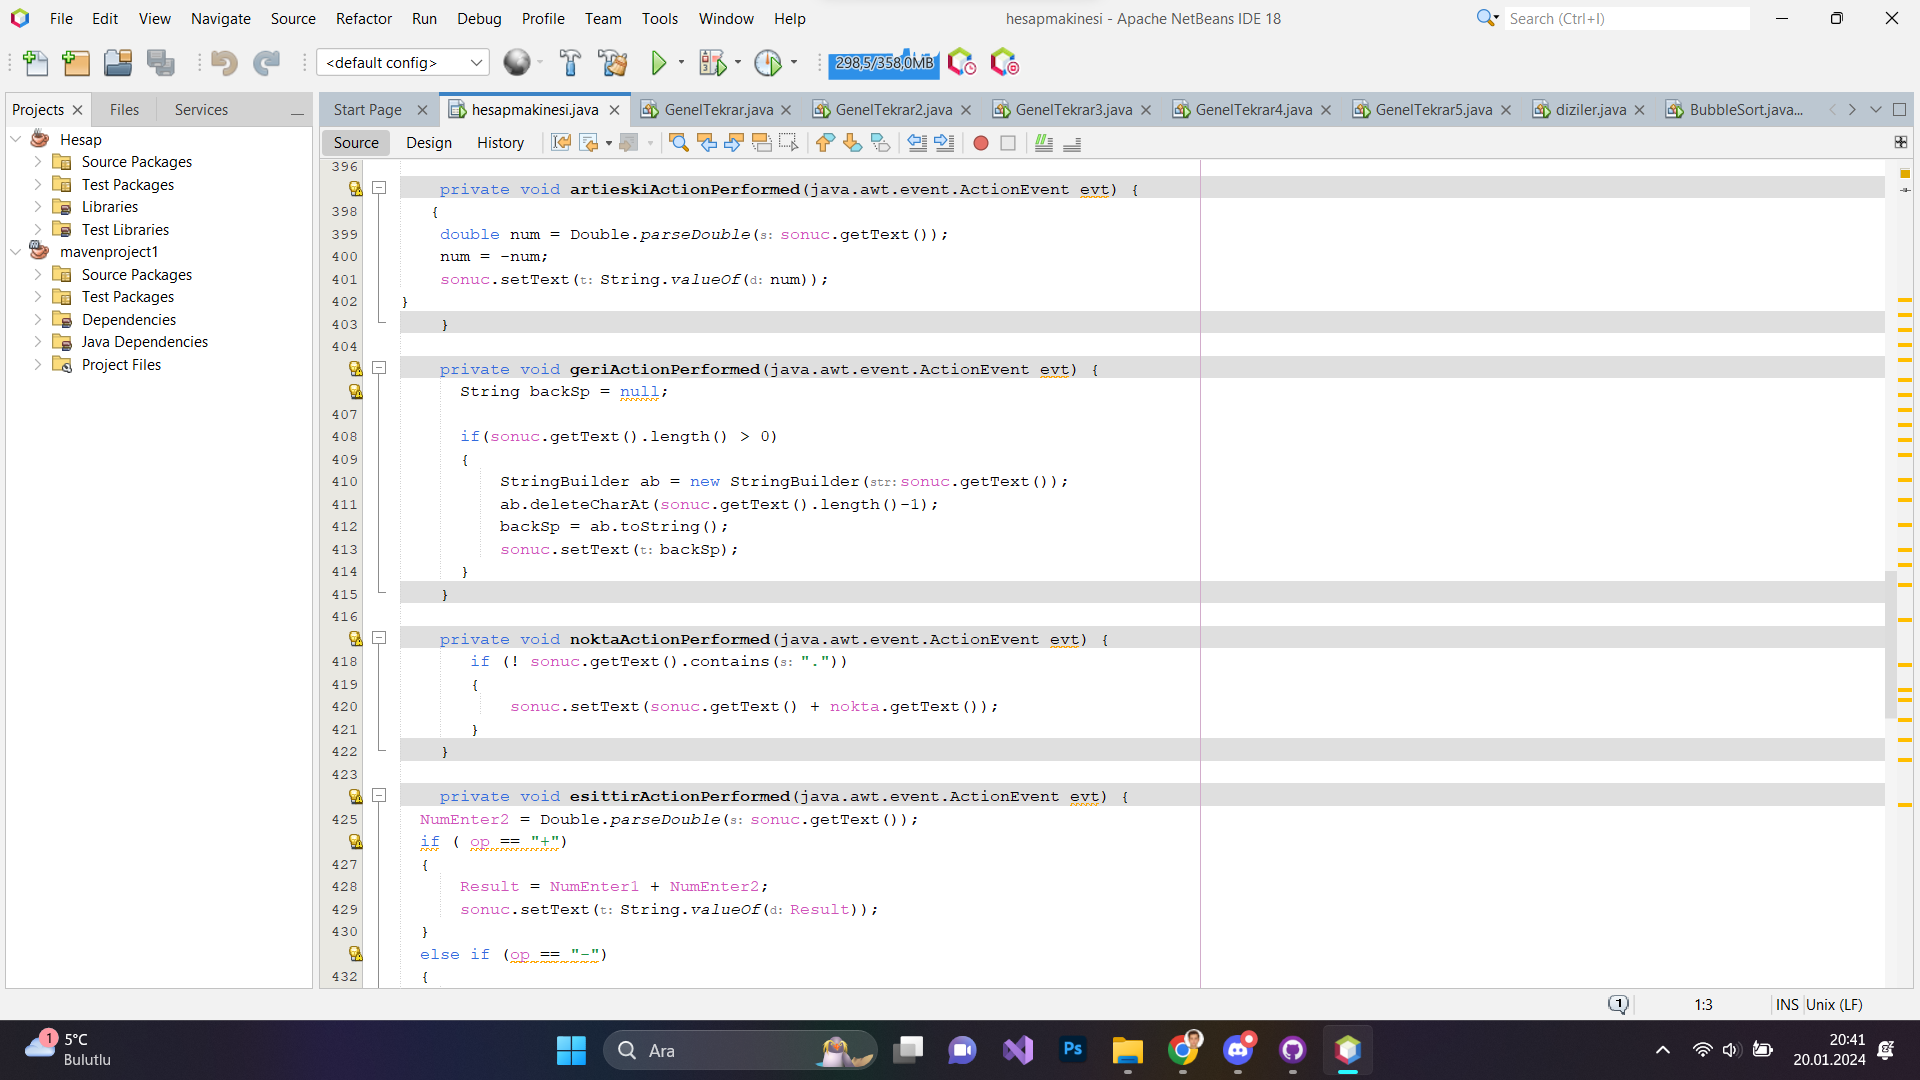 File Edit View Navigate Source Refactor Run Debug Profile Team Tools Window Help
hesapmakinesi - Apache NetBeans IDE 18
Search (Ctrl+I)
<default config>
298,5/358,0MB
Projects Files Services
Start Page hesapmakinesi.java GenelTekrar.java GenelTekrar2.java GenelTekrar3.java GenelTekrar4.java GenelTekrar5.java diziler.java BubbleSort.java...
Source Design History
Hesap
Source Packages
Test Packages
Libraries
Test Libraries
mavenproject1
Source Packages
Test Packages
Dependencies
Java Dependencies
Project Files
396
private void artieskiActionPerformed(java.awt.event.ActionEvent evt) {
398 {
399 double num = Double.parseDouble(s: sonuc.getText());
400 num = -num;
401 sonuc.setText(t: String.valueOf(d: num));
402 }
403 }
404
private void geriActionPerformed(java.awt.event.ActionEvent evt) {
String backSp = null;
407
408 if(sonuc.getText().length() > 0)
409 {
410 StringBuilder ab = new StringBuilder(str: sonuc.getText());
411 ab.deleteCharAt(sonuc.getText().length()-1);
412 backSp = ab.toString();
413 sonuc.setText(t: backSp);
414 }
415 }
416
private void noktaActionPerformed(java.awt.event.ActionEvent evt) {
418 if (! sonuc.getText().contains(s: "."))
419 {
420 sonuc.setText(sonuc.getText() + nokta.getText());
421 }
422 }
423
private void esittirActionPerformed(java.awt.event.ActionEvent evt) {
425 NumEnter2 = Double.parseDouble(s: sonuc.getText());
if ( op == "+")
427 {
428 Result = NumEnter1 + NumEnter2;
429 sonuc.setText(t: String.valueOf(d: Result));
430 }
else if (op == "-")
432 {
1 1:3 INS Unix (LF)
1 5°C
Bulutlu
Ara
Ps
20:41
20.01.2024